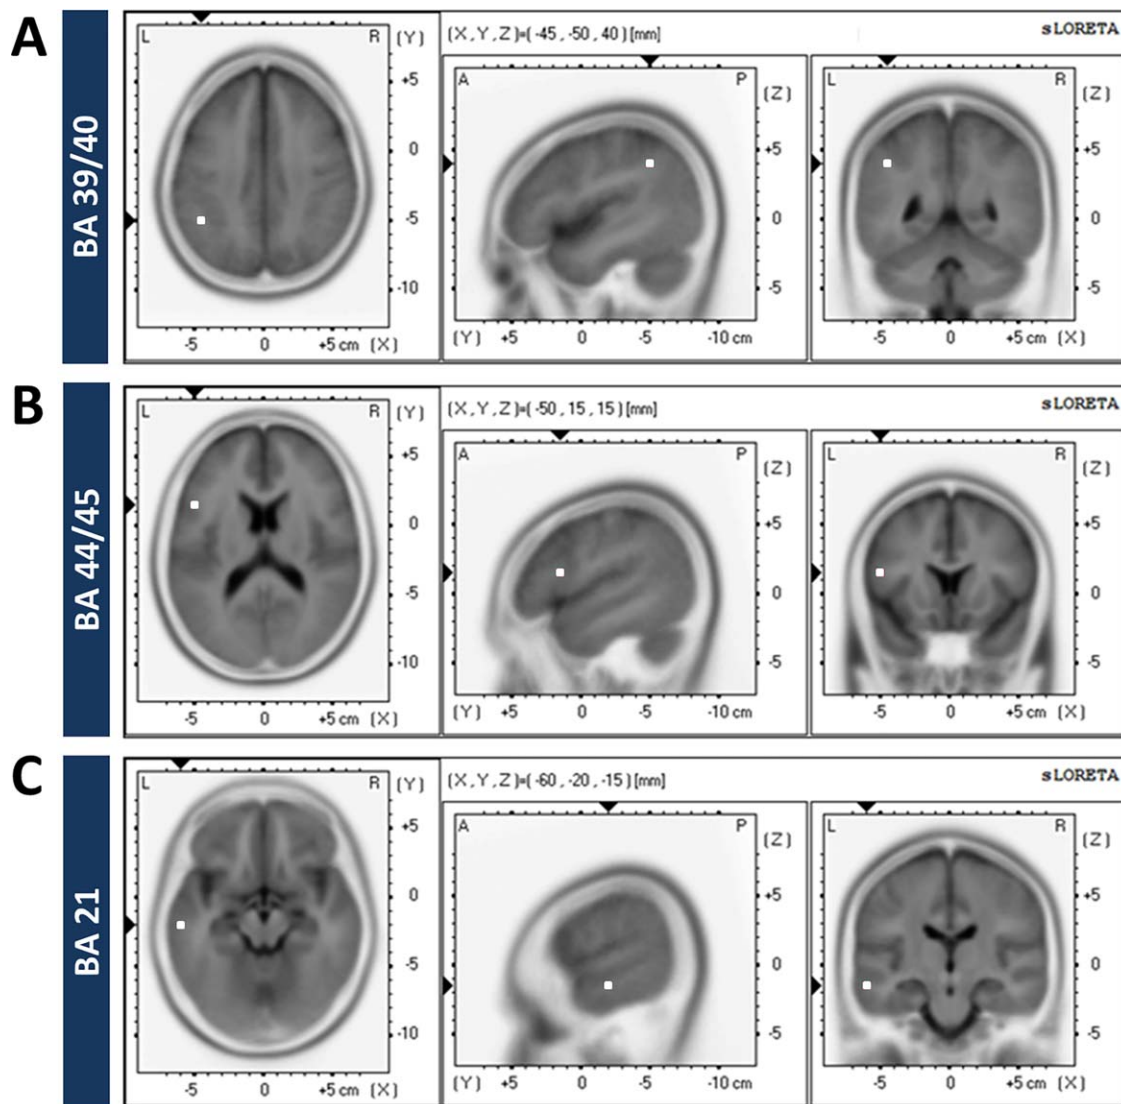 A
BA 39/40
(X,Y,Z)=(-45,-50,40)[mm]
sLORETA
L R (Y)
+5
0
-5
-10
-5 0 +5 cm (X)
A P (Z)
+5
0
-5
(Y) +5 0 -5 -10 cm
L R (Z)
+5
0
-5
-5 0 +5 cm (X)
B
BA 44/45
(X,Y,Z)=(-50,15,15)[mm]
sLORETA
L R (Y)
+5
0
-5
-10
-5 0 +5 cm (X)
A P (Z)
+5
0
-5
(Y) +5 0 -5 -10 cm
L R (Z)
+5
0
-5
-5 0 +5 cm (X)
C
BA 21
(X,Y,Z)=(-60,-20,-15)[mm]
sLORETA
L R (Y)
+5
0
-5
-10
-5 0 +5 cm (X)
A P (Z)
+5
0
-5
(Y) +5 0 -5 -10 cm
L R (Z)
+5
0
-5
-5 0 +5 cm (X)